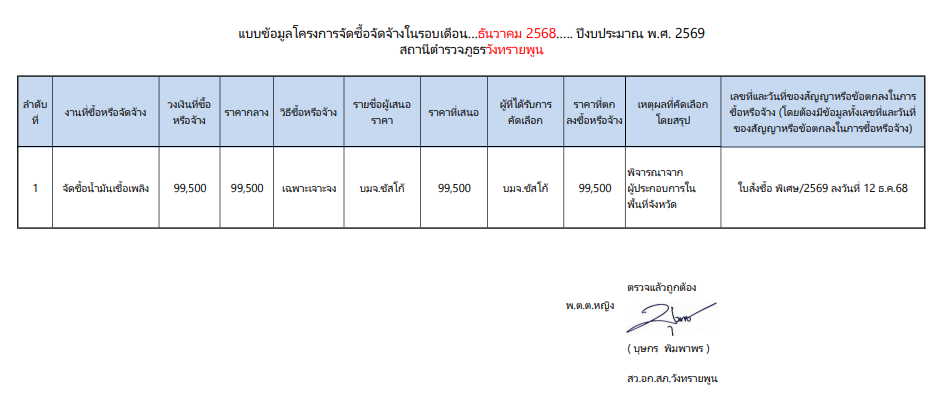 แบบข้อมูลโครงการจัดซื้อจัดจ้างในรอบเดือน...ธันวาคม 2568..... ปีงบประมาณ พ.ศ. 2569
สถานีตำรวจภูธรวังทรายพูน
ลำดับ
ที่
งานที่ซื้อหรือจัดจ้าง
วงเงินที่ซื้อ
หรือจ้าง
ราคากลาง
วิธีซื้อหรือจ้าง
รายชื่อผู้เสนอ
ราคา
ราคาที่เสนอ
ผู้ที่ได้รับการ
คัดเลือก
ราคาที่ตก
ลงซื้อหรือจ้าง
เหตุผลที่คัดเลือก
โดยสรุป
เลขที่และวันที่ของสัญญาหรือข้อตกลงในการ
ซื้อหรือจ้าง (โดยต้องมีข้อมูลทั้งเลขที่และวันที่
ของสัญญาหรือข้อตกลงในการซื้อหรือจ้าง)
1
จัดซื้อน้ำมันเชื้อเพลิง
99,500
99,500
เฉพาะเจาะจง
บมจ.ซัสโก้
99,500
บมจ.ซัสโก้
99,500
พิจารณาจาก
ผู้ประกอบการใน
พื้นที่จังหวัด
ใบสั่งซื้อ พิเศษ/2569 ลงวันที่ 12 ธ.ค.68
ตรวจแล้วถูกต้อง
พ.ต.ต.หญิง
( บุษกร พิมพาพร )
สว.อก.สภ.วังทรายพูน